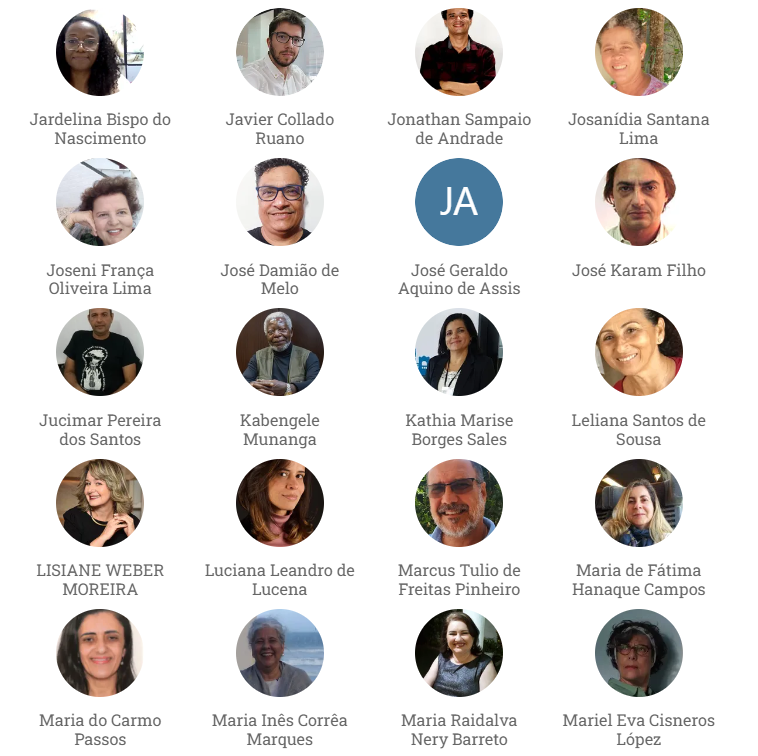 Jardelina Bispo do
Nascimento
Javier Collado
Ruano
Jonathan Sampaio
de Andrade
Josanídia Santana
Lima
Joseni França
Oliveira Lima
José Damião de
Melo
JA
José Geraldo
Aquino de Assis
José Karam Filho
Jucimar Pereira
dos Santos
Kabengele
Munanga
Kathia Marise
Borges Sales
Leliana Santos de
Sousa
LISIANE WEBER
MOREIRA
Luciana Leandro de
Lucena
Marcus Tulio de
Freitas Pinheiro
Maria de Fátima
Hanaque Campos
Maria do Carmo
Passos
Maria Inês Corrêa
Marques
Maria Raidalva
Nery Barreto
Mariel Eva Cisneros
López